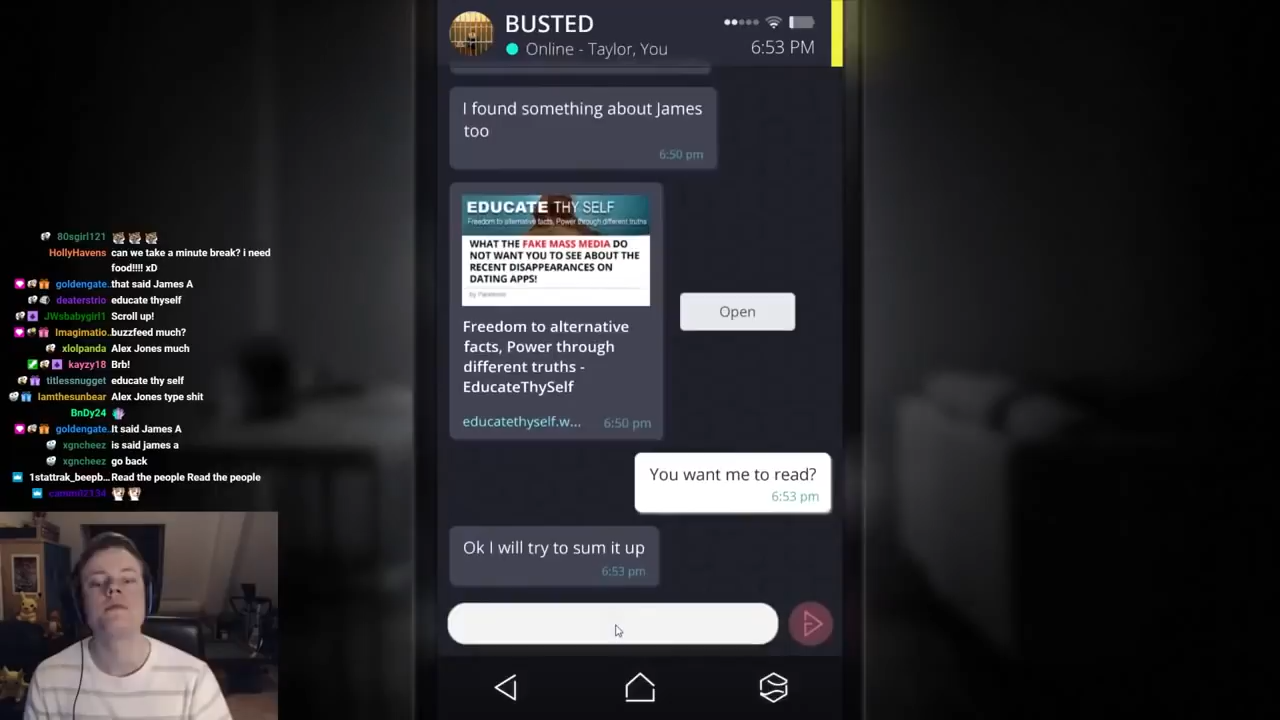 BUSTED
Online - Taylor, You
6:53 PM
I found something about James
too
6:50 pm
EDUCATE THY SELF
Freedom to alternative facts, Power through different truths
WHAT THE FAKE MASS MEDIA DO
NOT WANT YOU TO SEE ABOUT THE
RECENT DISAPPEARANCES ON
DATING APPS!
Open
Freedom to alternative
facts, Power through
different truths -
EducateThySelf
educatethyself.w...
6:50 pm
You want me to read?
6:53 pm
Ok I will try to sum it up
6:53 pm
80sgirl121
HollyHavens can we take a minute break? i need
food!!!! xD
goldengate.. that said James A
deaterstrio educate thyself
JWsbabygirl1 Scroll up!
Imaginatio.. buzzfeed much?
xlolpanda Alex Jones much
kayzy18 Brb!
titlessnugget educate thy self
Iamthesunbear Alex Jones type shit
BnDy24
goldengate.. It said James A
xgncheez is said james a
xgncheez go back
1stattrak_beepb... Read the people Read the people